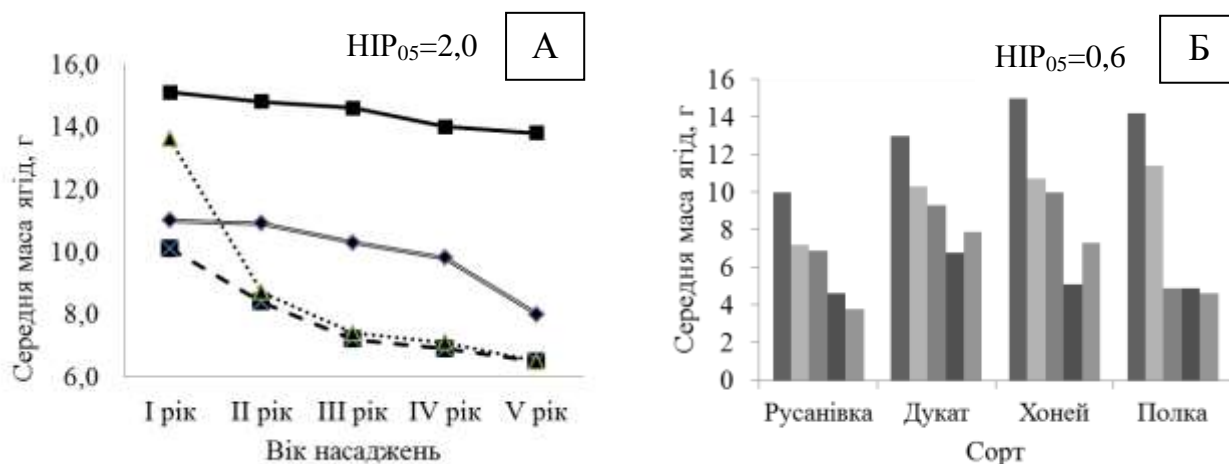 НІР05=2,0
А
Середня маса ягід, г
16,0
14,0
12,0
10,0
8,0
6,0
І рік ІІ рік ІІІ рік IV рік V рік
Вік насаджень
НІР05=0,6
Б
Середня маса ягід, г
16
14
12
10
8
6
4
2
0
Русанівка Дукат Хоней Полка
Сорт